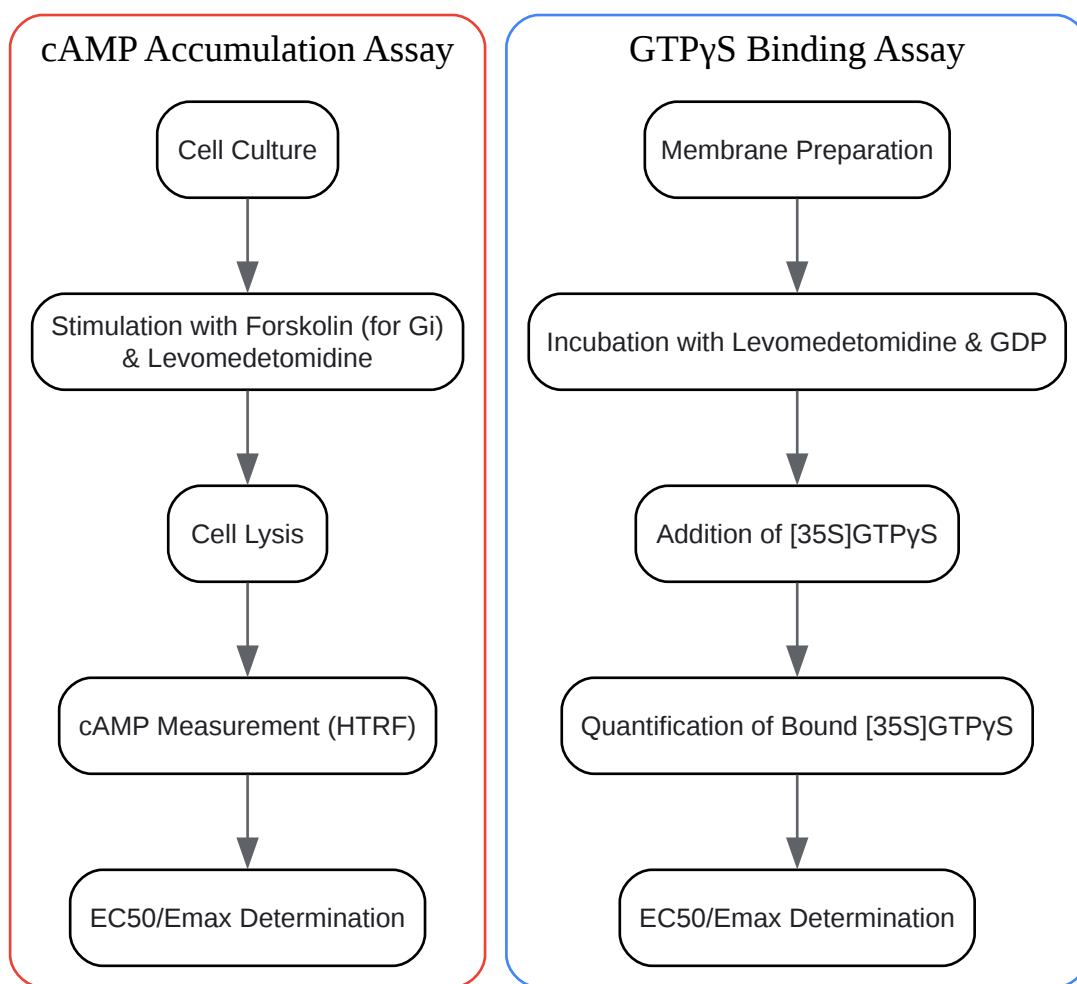 cAMP Accumulation Assay
Cell Culture
Stimulation with Forskolin (for Gi)
& Levomedetomidine
Cell Lysis
cAMP Measurement (HTRF)
EC50/Emax Determination
GTPγS Binding Assay
Membrane Preparation
Incubation with Levomedetomidine & GDP
Addition of [35S]GTPγS
Quantification of Bound [35S]GTPγS
EC50/Emax Determination